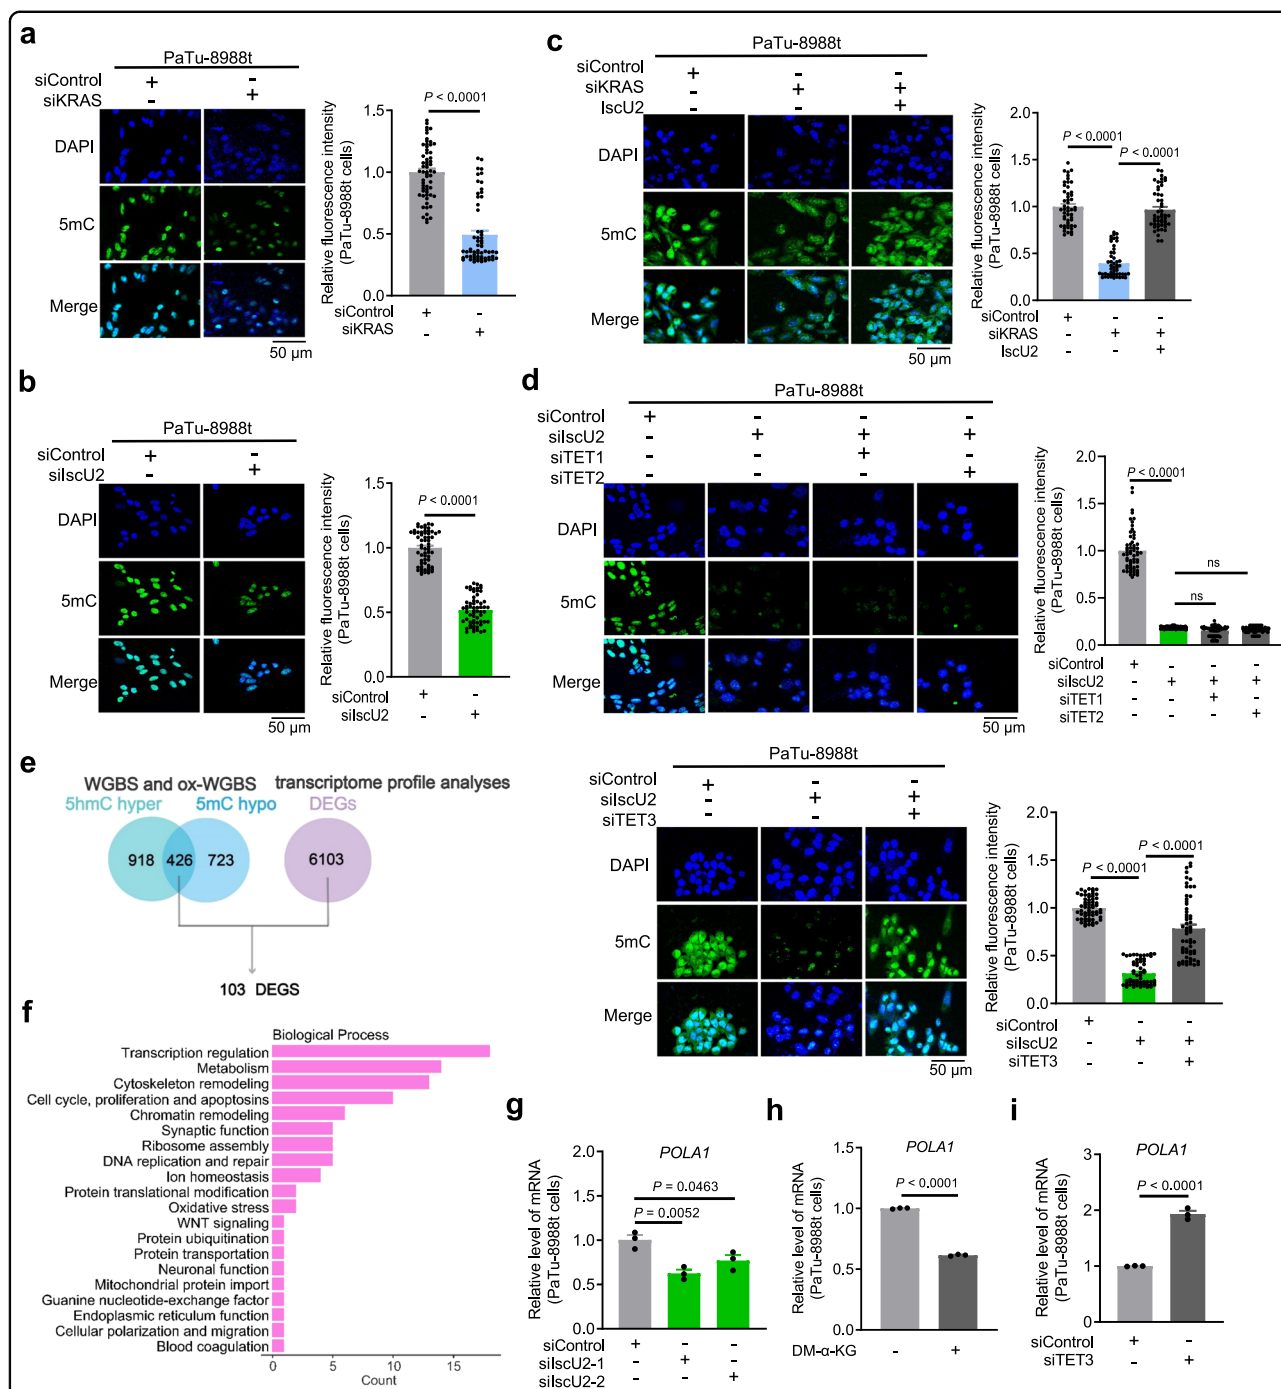 a
PaTu-8988t
siControl + -
siKRAS - +
DAPI
5mC
Merge
50 µm
Relative fluorescence intensity
(PaTu-8988t cells)
1.5
1.0
0.5
0.0
P < 0.0001
siControl + -
siKRAS - +
b
PaTu-8988t
siControl + -
siIscU2 - +
DAPI
5mC
Merge
50 µm
Relative fluorescence intensity
(PaTu-8988t cells)
1.5
1.0
0.5
0.0
P < 0.0001
siControl + -
siIscU2 - +
c
PaTu-8988t
siControl + - -
siKRAS - + +
IscU2 - - +
DAPI
5mC
Merge
50 µm
Relative fluorescence intensity
(PaTu-8988t cells)
2.0
1.5
1.0
0.5
0.0
P < 0.0001
P < 0.0001
siControl + - -
siKRAS - + +
IscU2 - - +
d
PaTu-8988t
siControl + - - -
siIscU2 - + + +
siTET1 - - + -
siTET2 - - - +
DAPI
5mC
Merge
50 µm
Relative fluorescence intensity
(PaTu-8988t cells)
2.0
1.5
1.0
0.5
0.0
P < 0.0001
ns
ns
siControl + - - -
siIscU2 - + + +
siTET1 - - + -
siTET2 - - - +
PaTu-8988t
siControl + - -
siIscU2 - + +
siTET3 - - +
DAPI
5mC
Merge
50 µm
Relative fluorescence intensity
(PaTu-8988t cells)
2.0
1.5
1.0
0.5
0.0
P < 0.0001
P < 0.0001
siControl + - -
siIscU2 - + +
siTET3 - - +
e
WGBS and ox-WGBS transcriptome profile analyses
5hmC hyper 5mC hypo DEGs
918 426 723 6103
103 DEGS
f
Biological Process
Transcription regulation
Metabolism
Cytoskeleton remodeling
Cell cycle, proliferation and apoptosins
Chromatin remodeling
Synaptic function
Ribosome assembly
DNA replication and repair
Ion homestasis
Protein translational modification
Oxidative stress
WNT signaling
Protein ubiquitination
Protein transportation
Neuronal function
Mitochondrial protein import
Guanine nucleotide-exchange factor
Endoplasmic reticulum function
Cellular polarization and migration
Blood coagulation
0 5 10 15
Count
g
POLA1
Relative level of mRNA
(PaTu-8988t cells)
2.0
1.5
1.0
0.5
0.0
P = 0.0463
P = 0.0052
siControl + - -
siIscU2-1 - + -
siIscU2-2 - - +
h
POLA1
Relative level of mRNA
(PaTu-8988t cells)
1.5
1.0
0.5
0.0
P < 0.0001
DM-α-KG - +
i
POLA1
Relative level of mRNA
(PaTu-8988t cells)
3
2
1
0
P < 0.0001
siControl + -
siTET3 - +